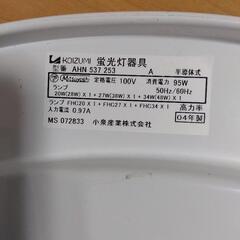 KOIZUMI 蛍光灯器具
型 番 AHN 537 253 A 半導体式
定格電圧 100V 消費電力 95W
ランプ 50Hz/60Hz
20W(28W) X 1 + 27W(38W) X 1 + 34W(48W) X 1
ランプ FHC20 X 1 + FHC27 X 1 + FHC34 X 1 高力率
入力電流 0.97A 04年製
MS 072833 小泉産業株式会社